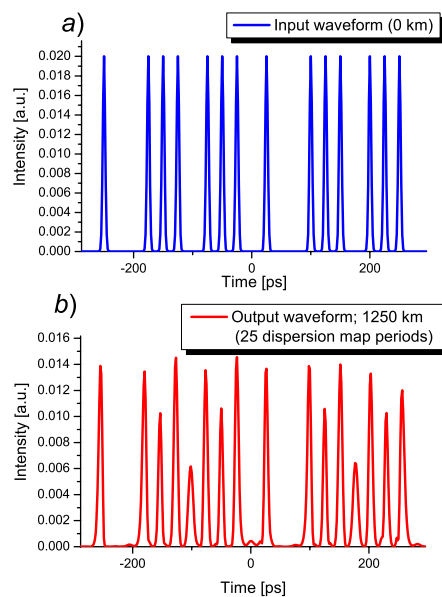 a)
Input waveform (0 km)
Intensity [a.u.]
0.020
0.018
0.016
0.014
0.012
0.010
0.008
0.006
0.004
0.002
0.000
-200
0
200
Time [ps]
b)
Output waveform; 1250 km
(25 dispersion map periods)
Intensity [a.u.]
0.016
0.014
0.012
0.010
0.008
0.006
0.004
0.002
0.000
-200
0
200
Time [ps]